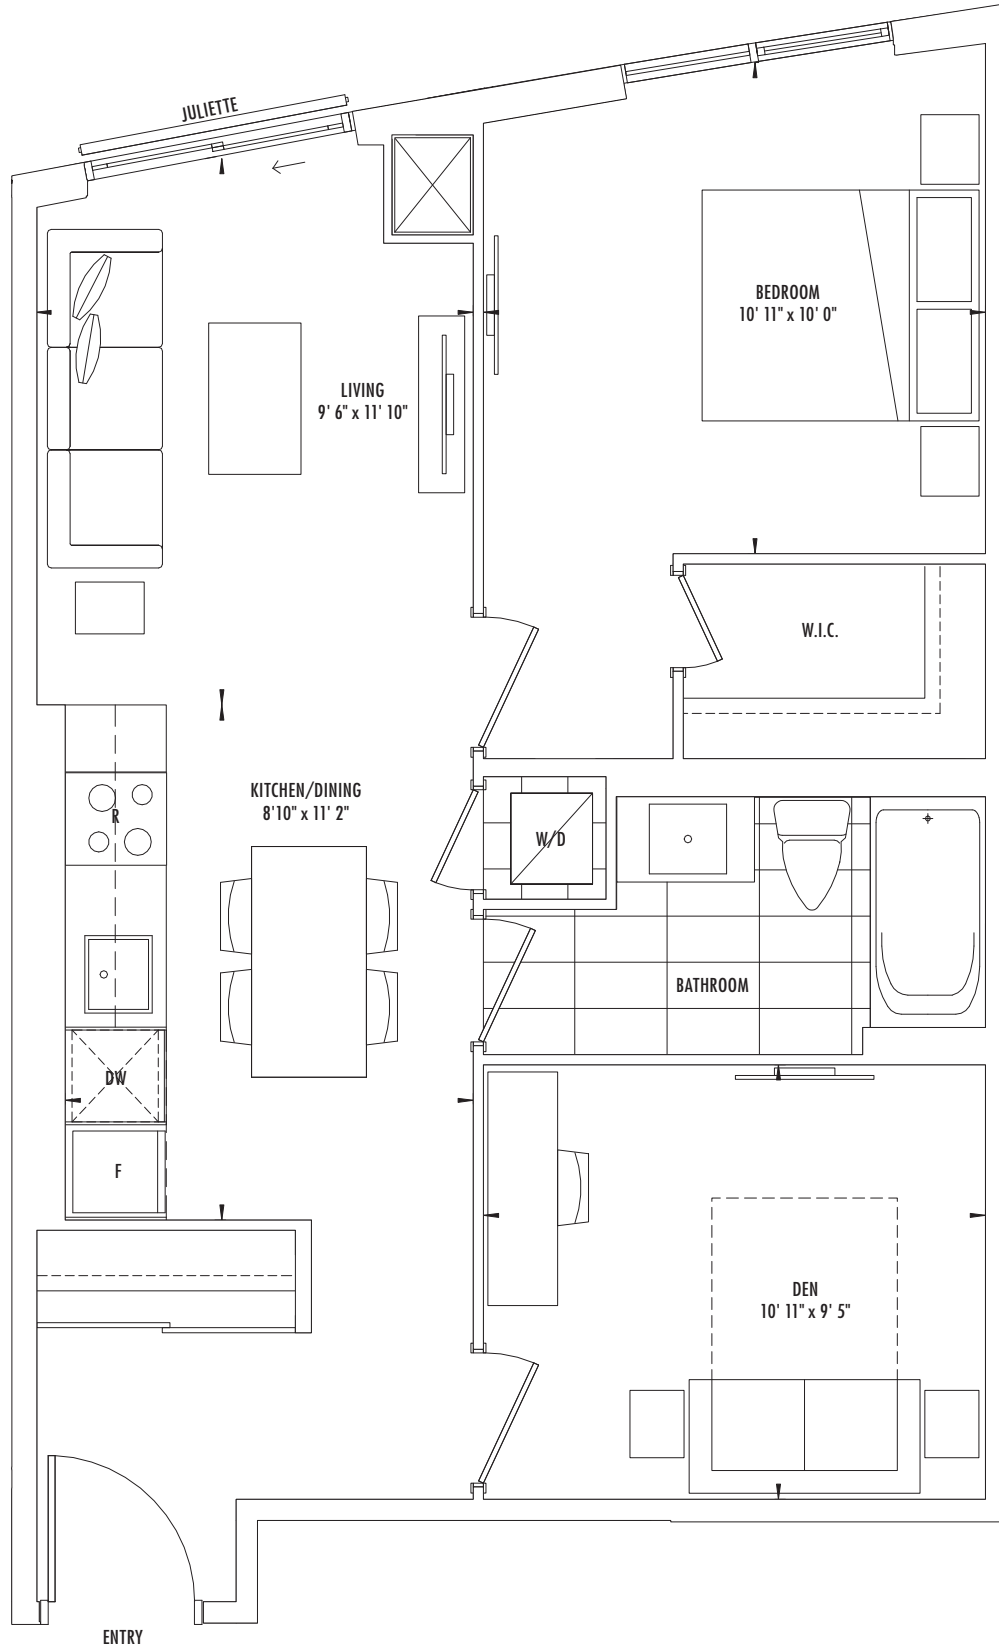 JULIETTE
BEDROOM
10' 11" x 10' 0"
LIVING
9' 6" x 11' 10"
W.I.C.
KITCHEN/DINING
8'10" x 11' 2"
R
W/D
BATHROOM
DW
F
DEN
10' 11" x 9' 5"
ENTRY